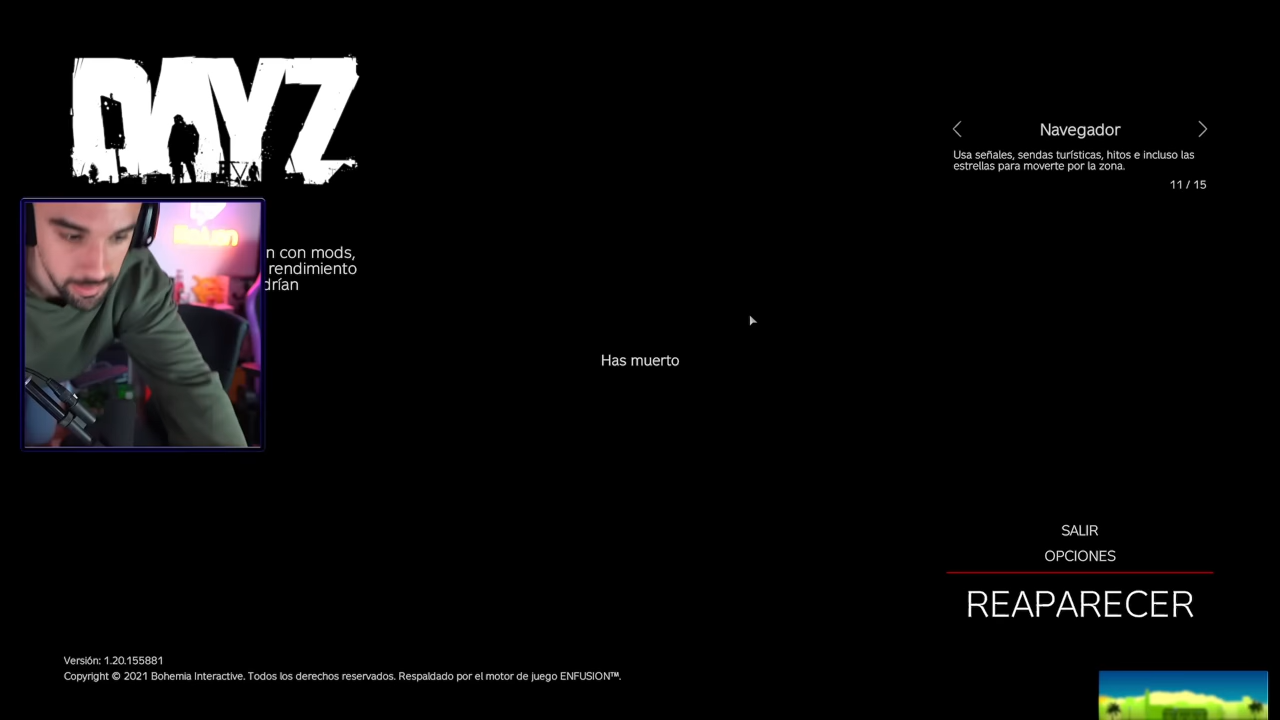 DAYZ
Navegador
Usa señales, sendas turísticas, hitos e incluso las
estrellas para moverte por la zona.
11 / 15
con mods,
rendimiento
Has muerto
SALIR
OPCIONES
REAPARECER
Versión: 1.20.155881
Copyright © 2021 Bohemia Interactive. Todos los derechos reservados. Respaldado por el motor de juego ENFUSION™.